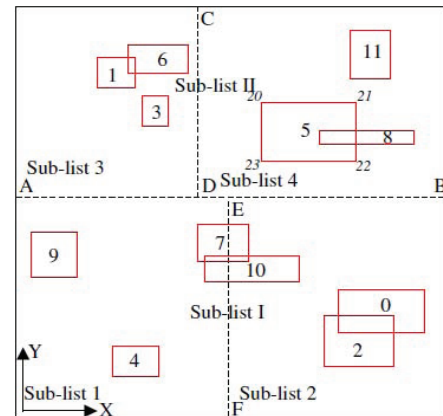 C
11
6
1
Sub-list II
20
21
3
5
8
23
22
Sub-list 3
A
D
Sub-list 4
B
E
7
9
10
0
Sub-list I
2
4
Y
Sub-list 1
X
F
Sub-list 2